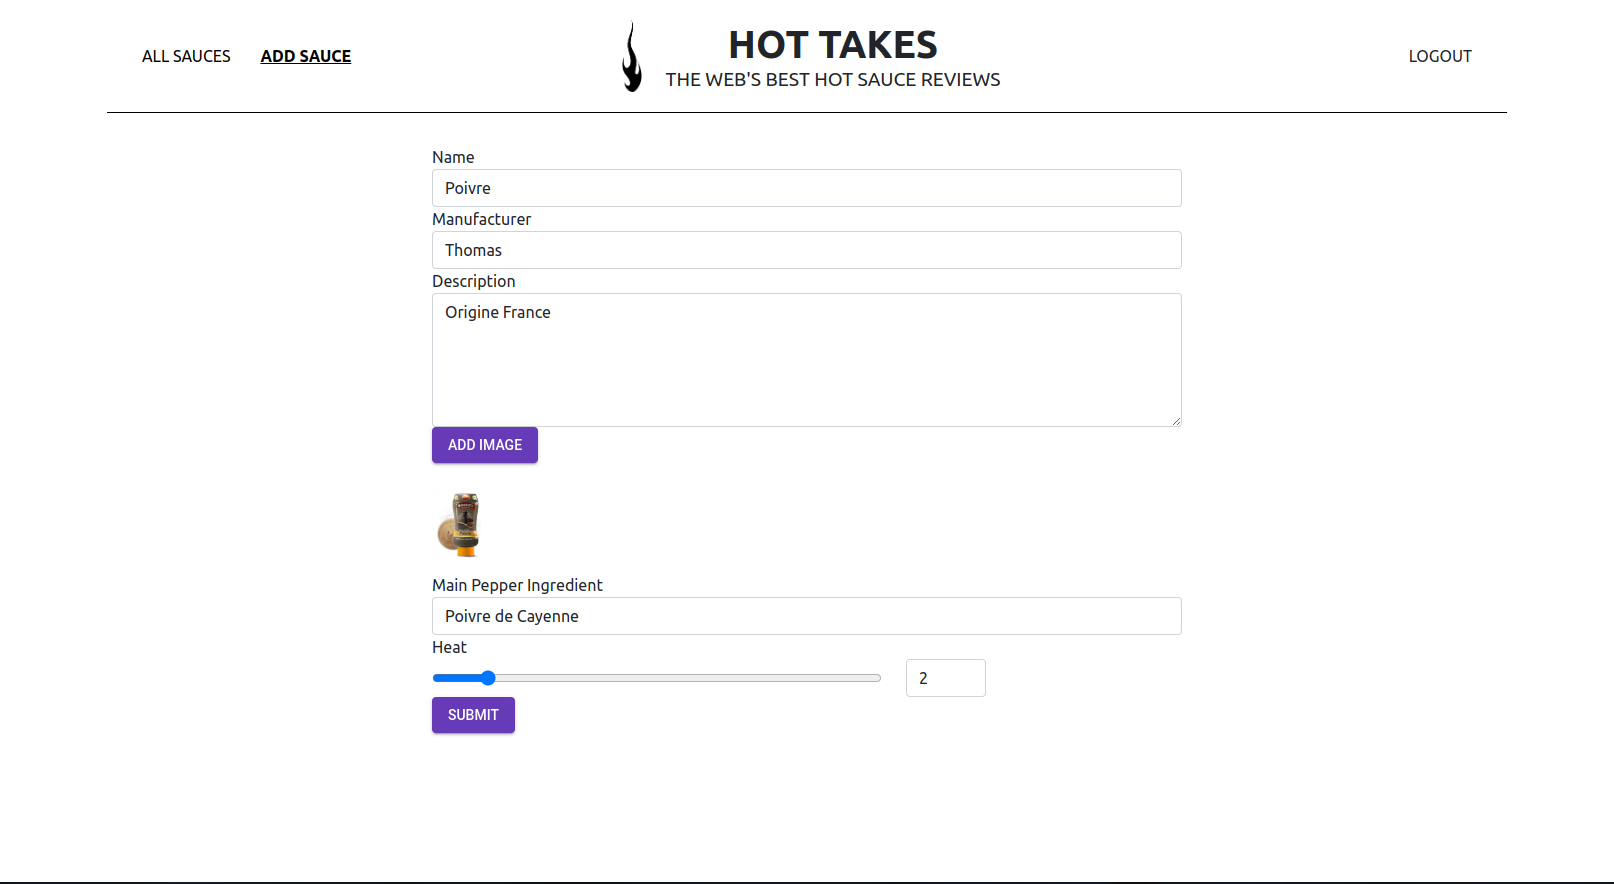 ALL SAUCES ADD SAUCE
HOT TAKES
THE WEB'S BEST HOT SAUCE REVIEWS
LOGOUT
Name
Poivre
Manufacturer
Thomas
Description
Origine France
ADD IMAGE
Main Pepper Ingredient
Poivre de Cayenne
Heat
2
SUBMIT